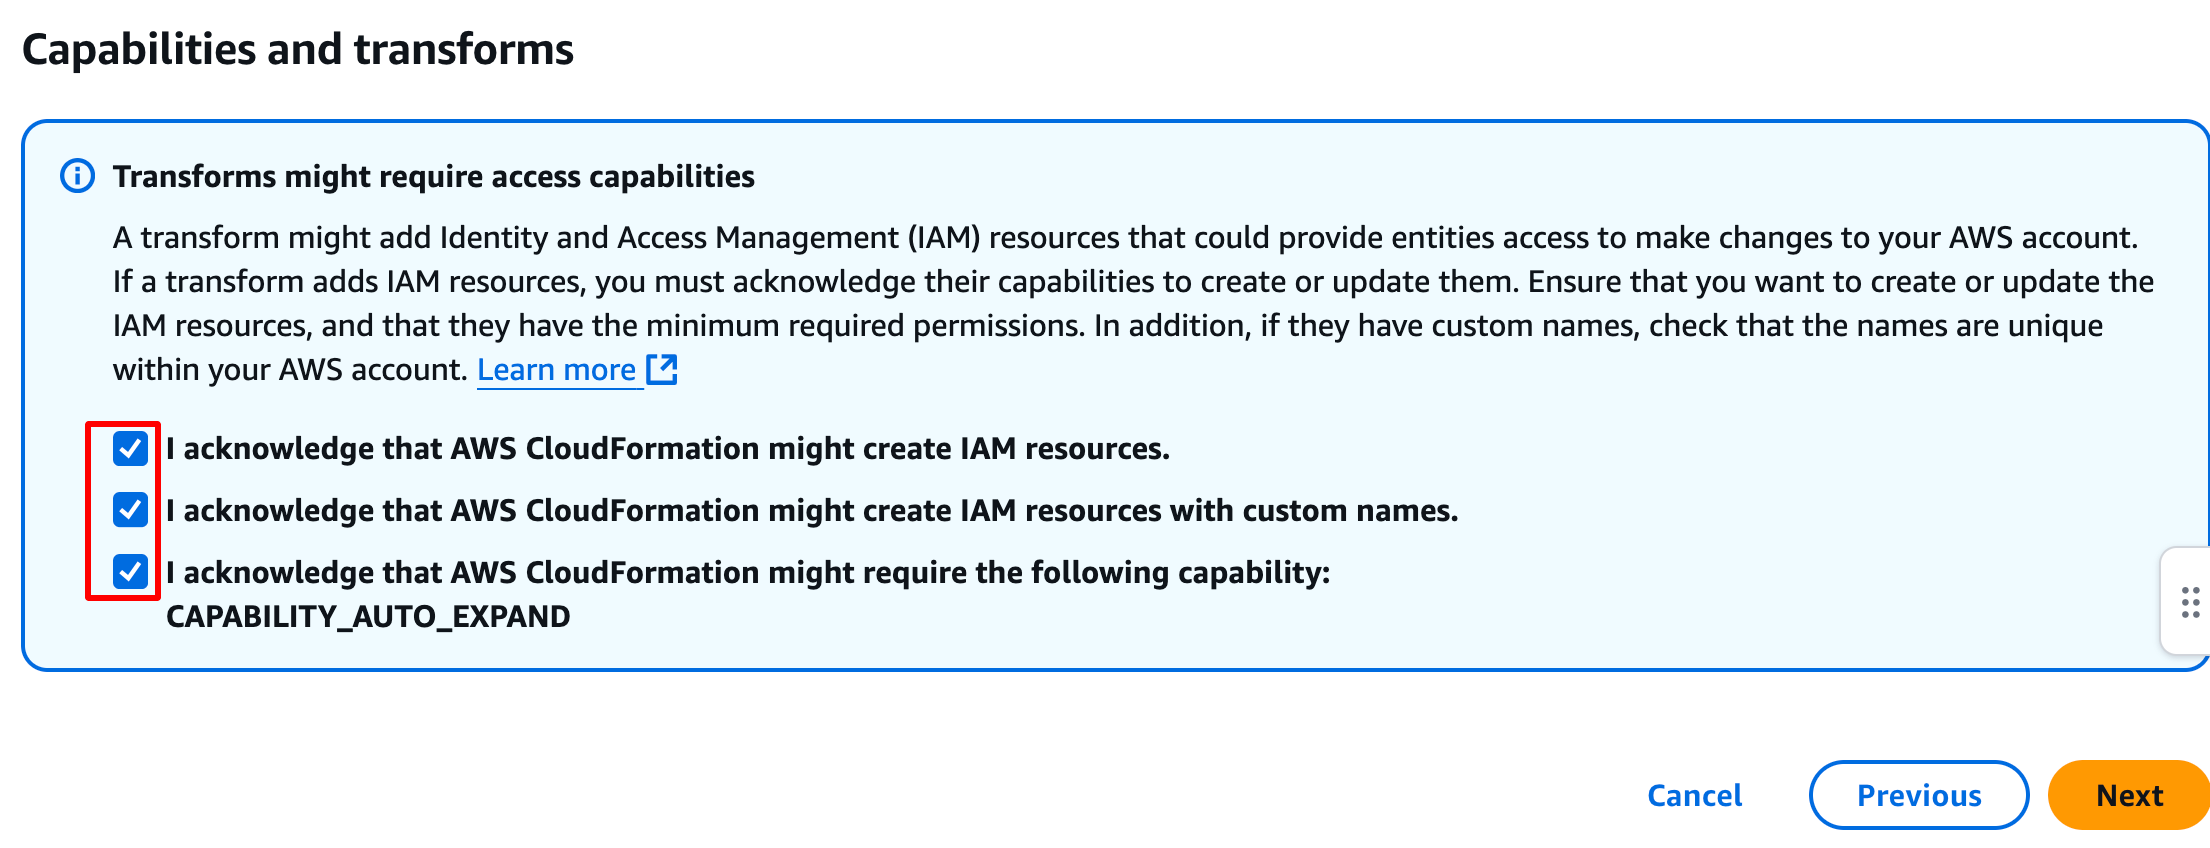 Capabilities and transforms
Transforms might require access capabilities
A transform might add Identity and Access Management (IAM) resources that could provide entities access to make changes to your AWS account.
If a transform adds IAM resources, you must acknowledge their capabilities to create or update them. Ensure that you want to create or update the
IAM resources, and that they have the minimum required permissions. In addition, if they have custom names, check that the names are unique
within your AWS account. Learn more
I acknowledge that AWS CloudFormation might create IAM resources.
I acknowledge that AWS CloudFormation might create IAM resources with custom names.
I acknowledge that AWS CloudFormation might require the following capability:
CAPABILITY_AUTO_EXPAND
Cancel Previous Next